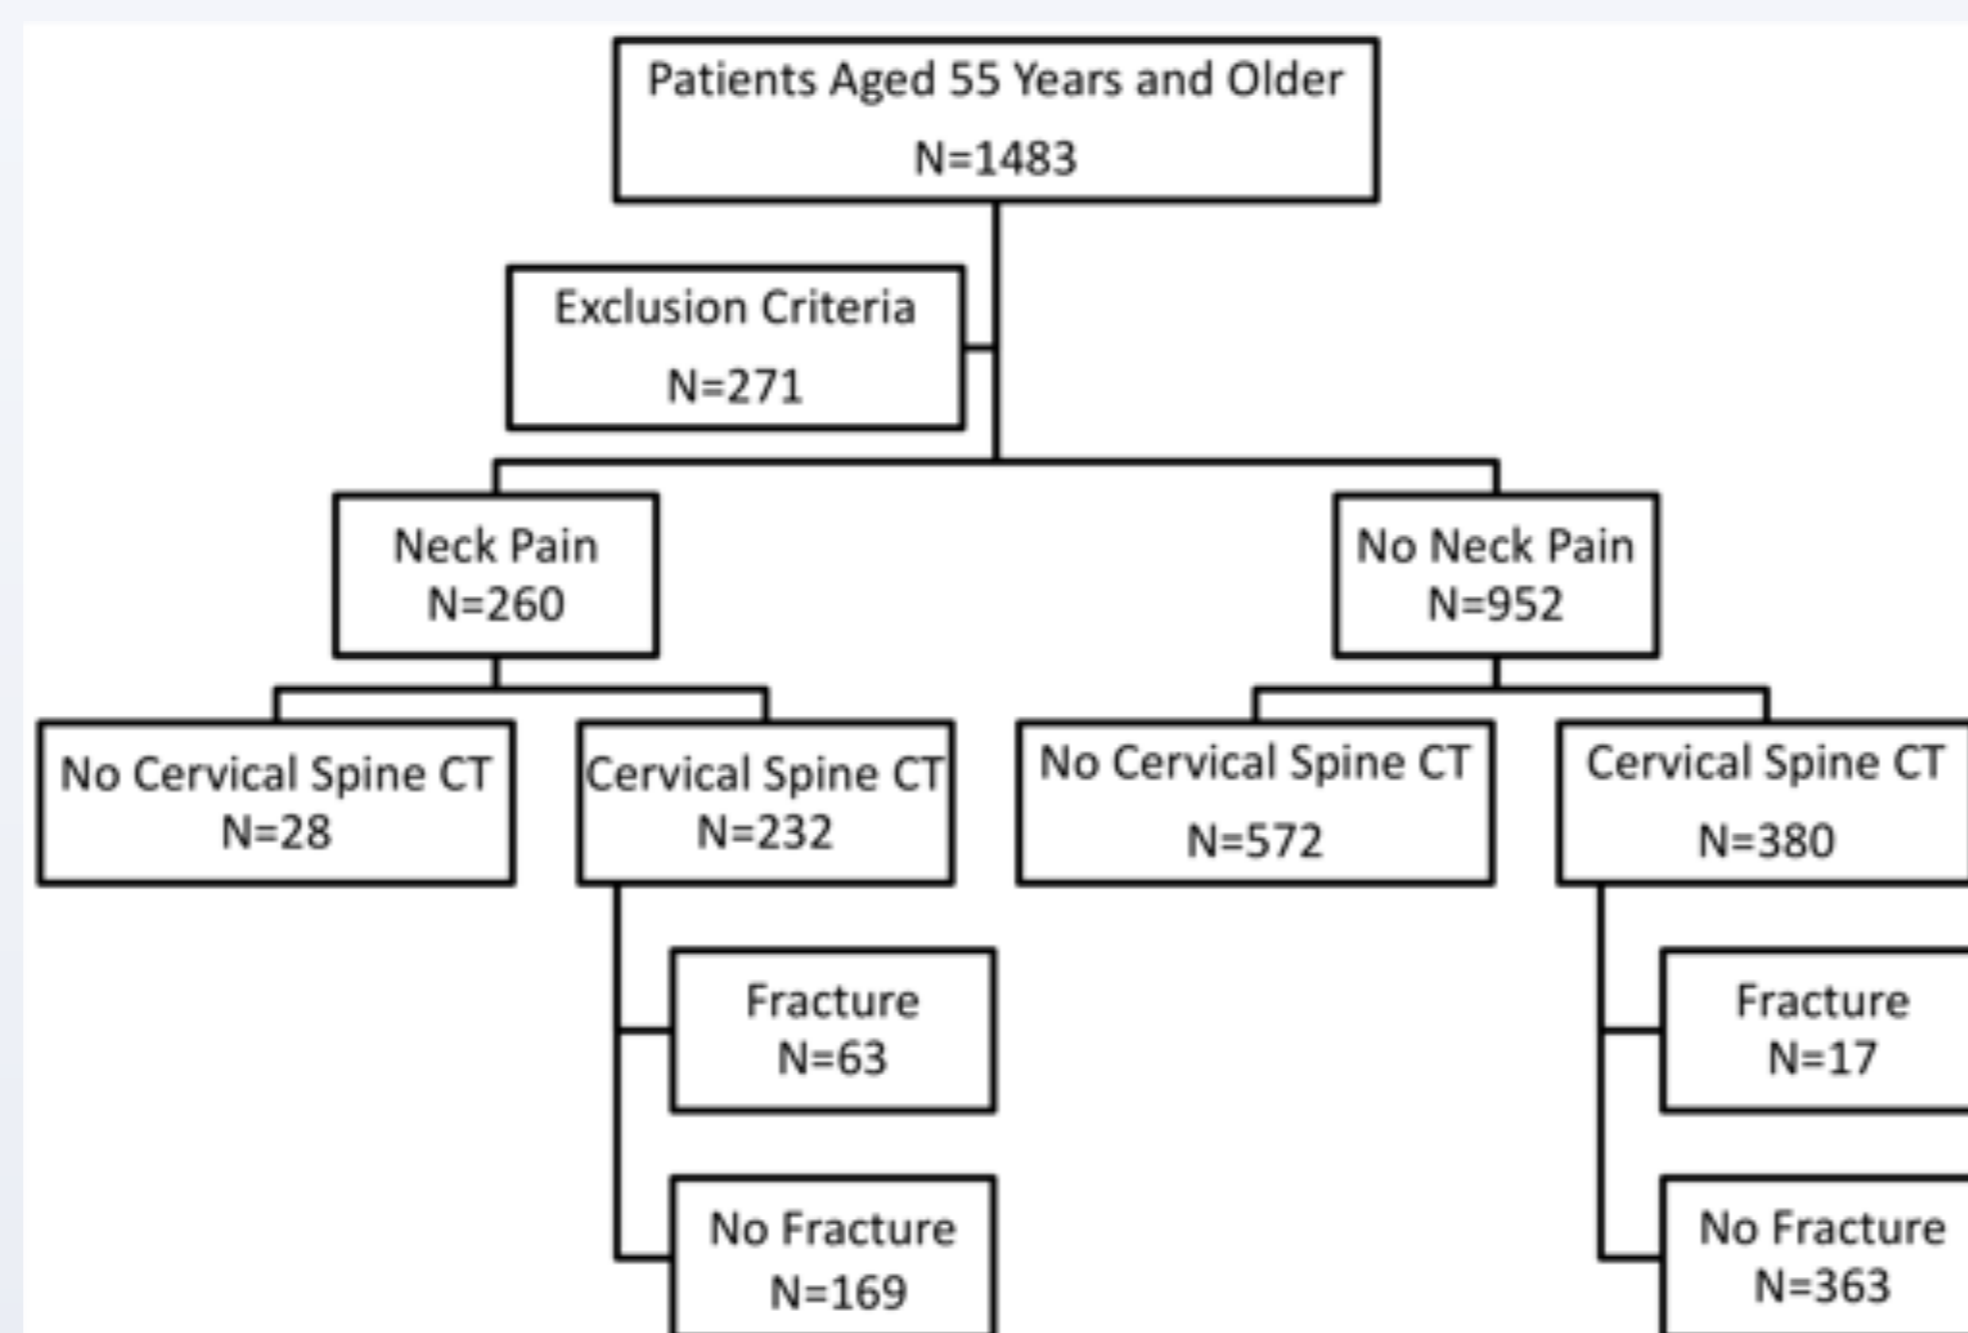 Patients Aged 55 Years and Older
N=1483
Exclusion Criteria
N=271
Neck Pain
N=260
No Neck Pain
N=952
No Cervical Spine CT
N=28
Cervical Spine CT
N=232
No Cervical Spine CT
N=572
Cervical Spine CT
N=380
Fracture
N=63
Fracture
N=17
No Fracture
N=169
No Fracture
N=363